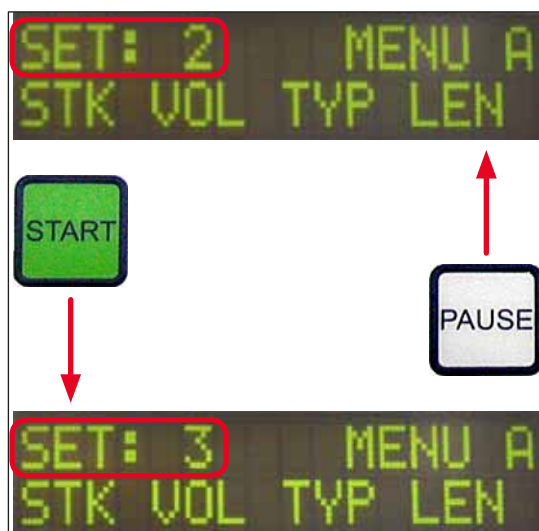 SET: 2 MENU A
STK VOL TYP LEN
START
PAUSE
SET: 3 MENU A
STK VOL TYP LEN